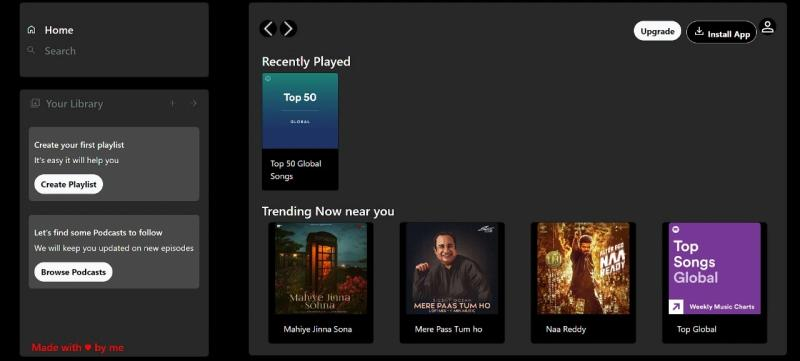 Home
Search
Your Library
Create your first playlist
It's easy it will help you
Create Playlist
Let's find some Podcasts to follow
We will keep you updated on new episodes
Browse Podcasts
Made with ♥ by me
Upgrade
Install App
Recently Played
Top 50
GLOBAL
Top 50 Global
Songs
Trending Now near you
Mahiye Jinna
Sohna
Mahiye Jinna Sona
MERE PAAS TUM HO
Mere Pass Tum ho
NAA
READY
Naa Reddy
Top
Songs
Global
Weekly Music Charts
Top Global